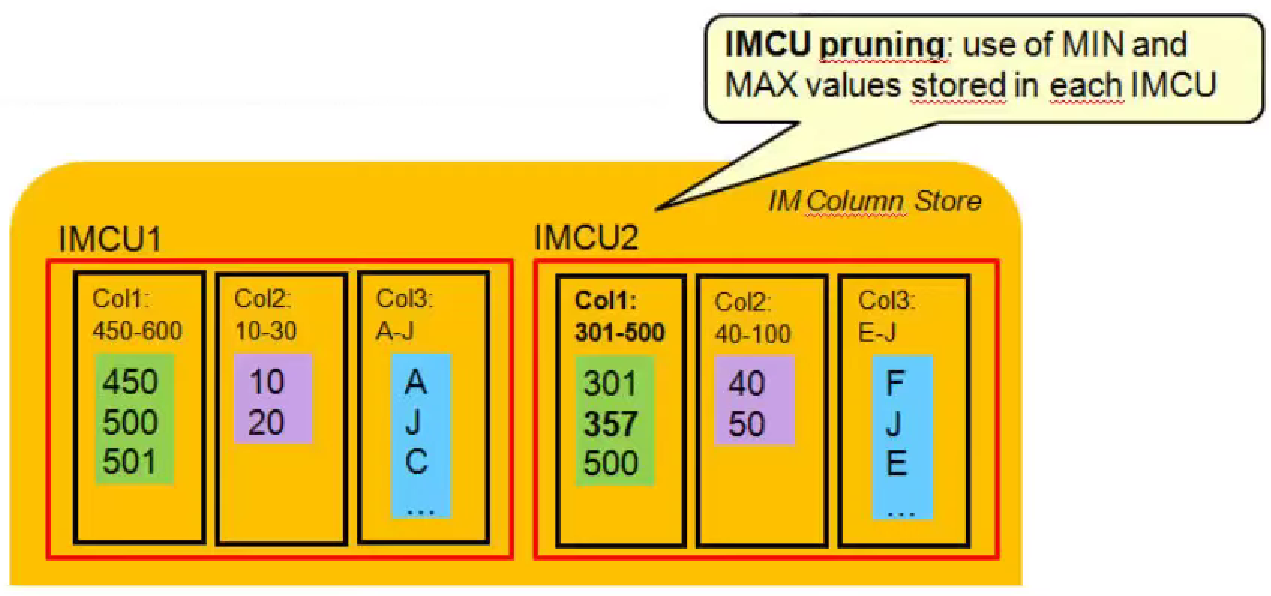 IMCU pruning: use of MIN and
MAX values stored in each IMCU
IM Column Store
IMCU1
Col1:
450-600
450
500
501
Col2:
10-30
10
20
Col3:
A-J
A
J
C
...
IMCU2
Col1:
301-500
301
357
500
Col2:
40-100
40
50
Col3:
E-J
F
J
E
...